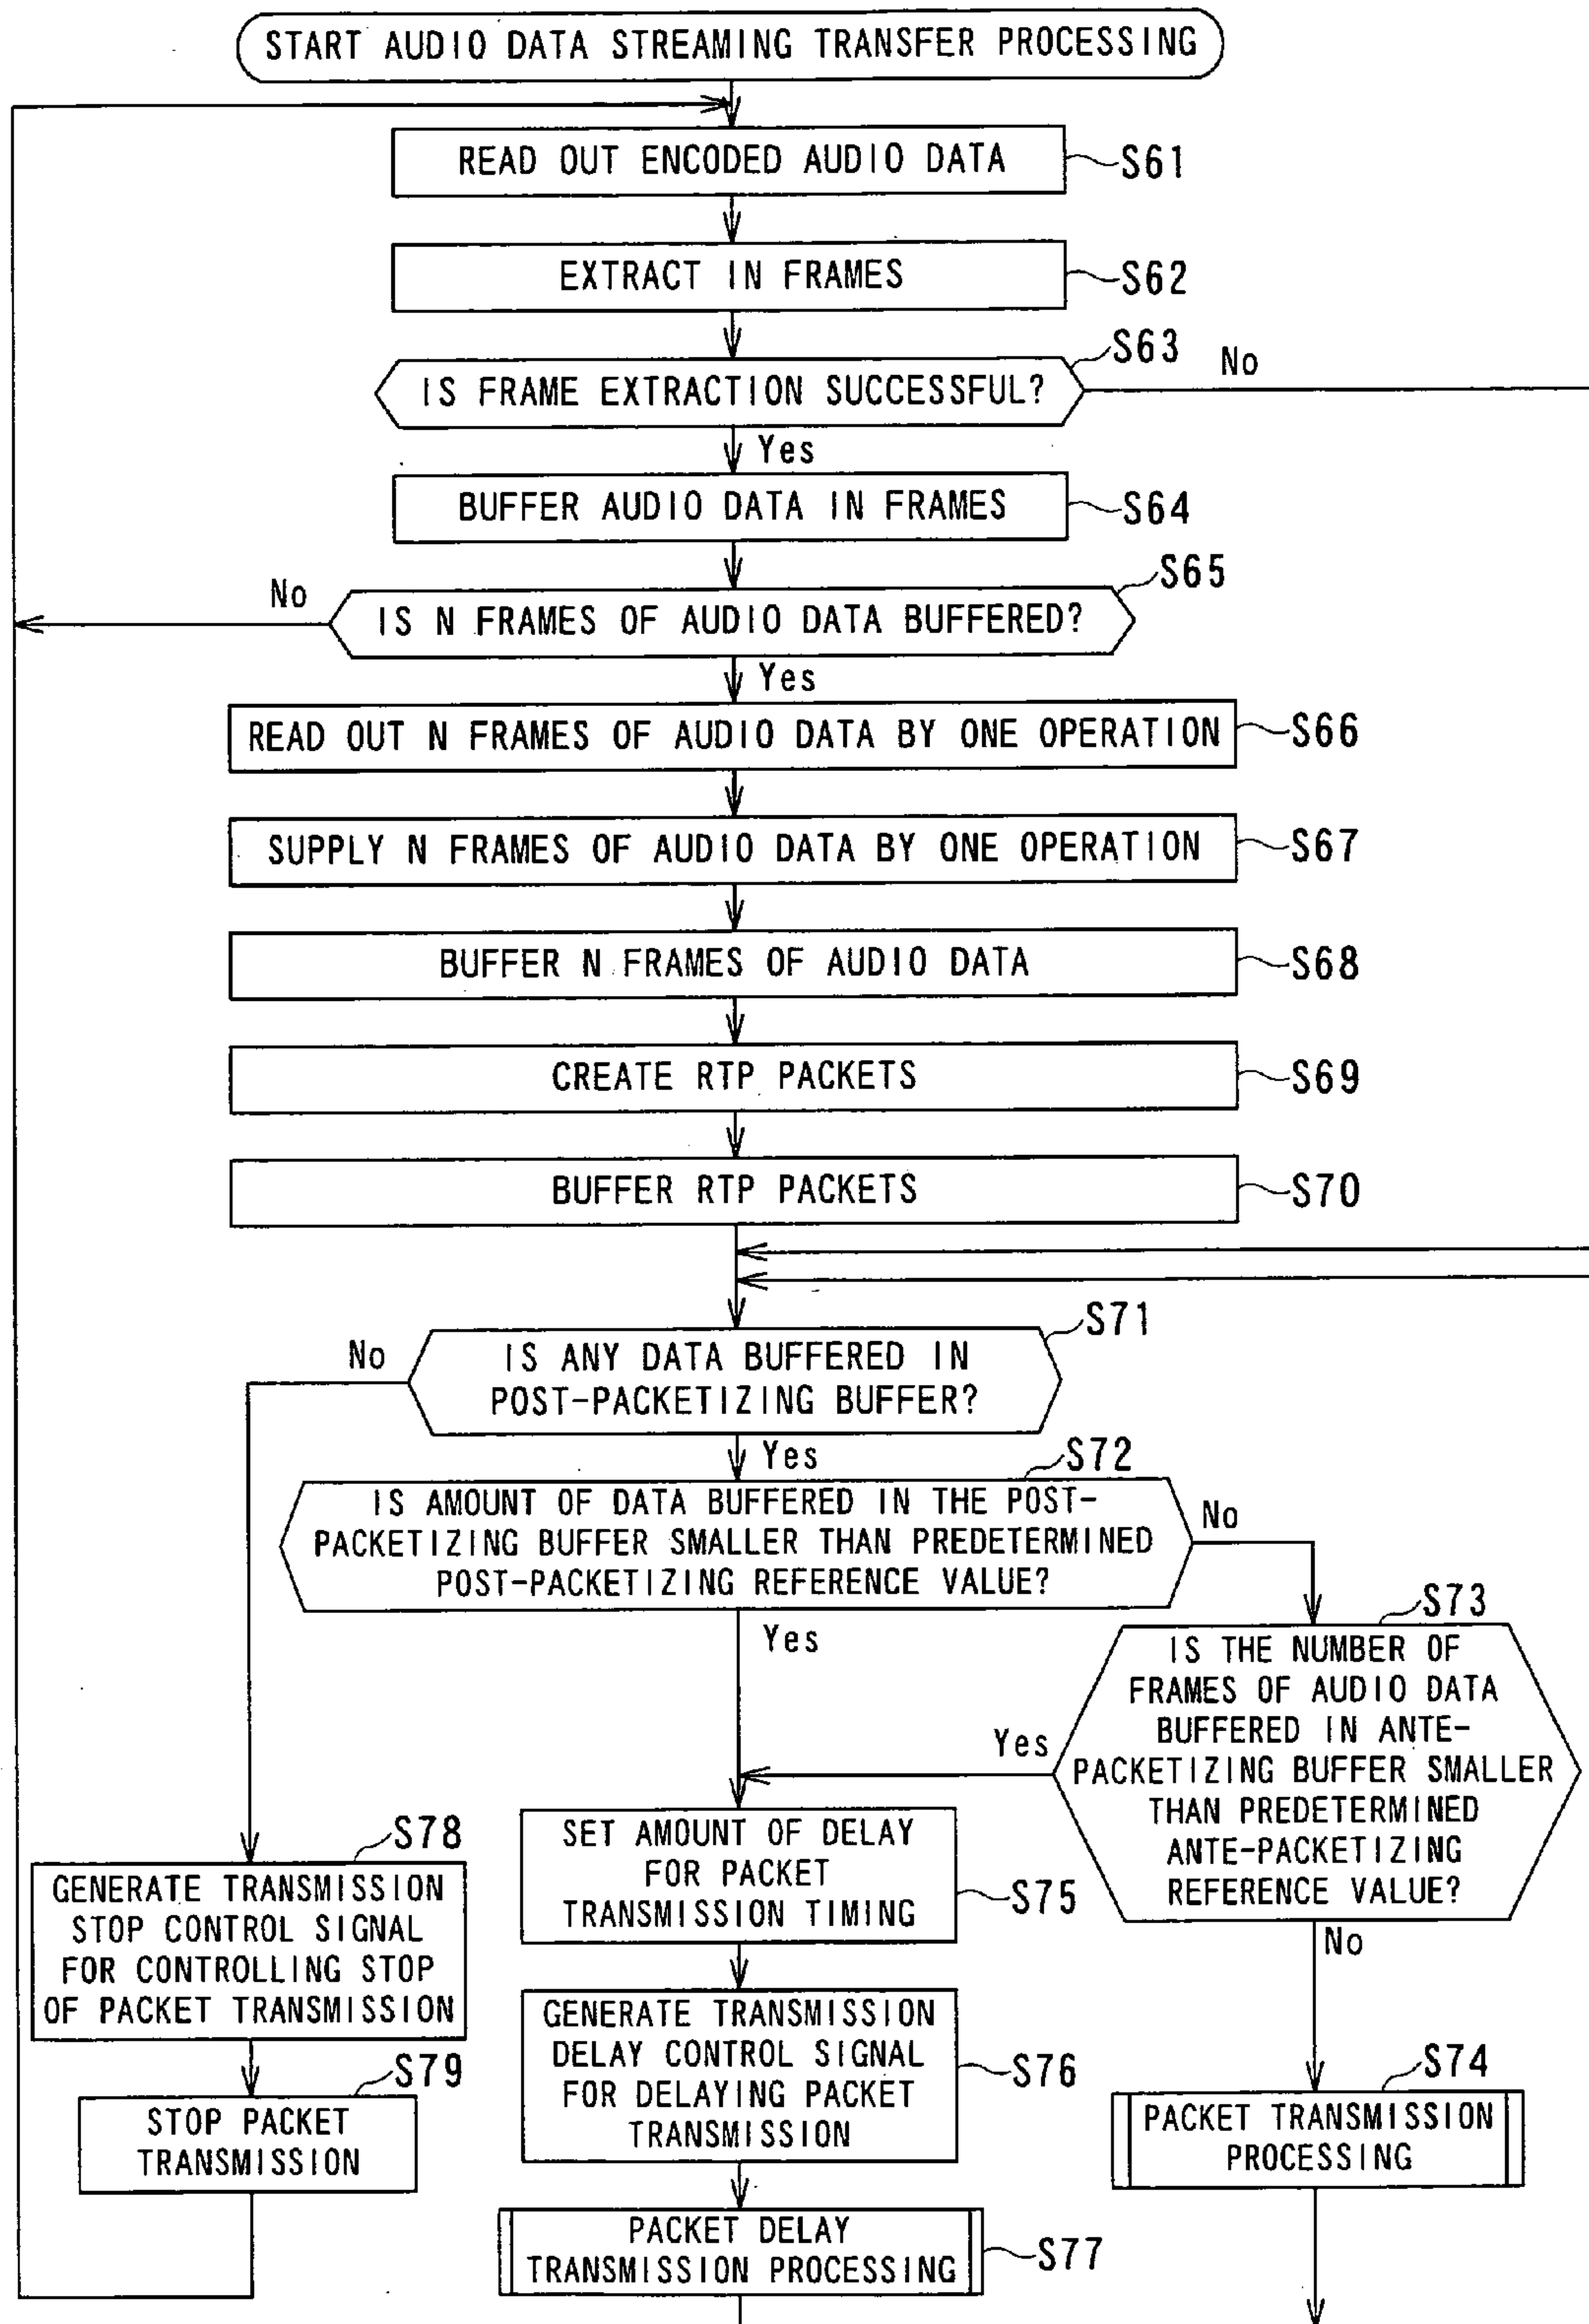 START AUDIO DATA STREAMING TRANSFER PROCESSING
READ OUT ENCODED AUDIO DATA
S61
EXTRACT IN FRAMES
S62
S63
No
IS FRAME EXTRACTION SUCCESSFUL?
Yes
BUFFER AUDIO DATA IN FRAMES
S64
S65
No
IS N FRAMES OF AUDIO DATA BUFFERED?
Yes
READ OUT N FRAMES OF AUDIO DATA BY ONE OPERATION
S66
SUPPLY N FRAMES OF AUDIO DATA BY ONE OPERATION
S67
BUFFER N FRAMES OF AUDIO DATA
S68
CREATE RTP PACKETS
S69
BUFFER RTP PACKETS
S70
S71
No
IS ANY DATA BUFFERED IN
POST-PACKETIZING BUFFER?
Yes
S72
IS AMOUNT OF DATA BUFFERED IN THE POST-
PACKETIZING BUFFER SMALLER THAN PREDETERMINED
POST-PACKETIZING REFERENCE VALUE?
No
Yes
S73
IS THE NUMBER OF
FRAMES OF AUDIO DATA
BUFFERED IN ANTE-
PACKETIZING BUFFER SMALLER
THAN PREDETERMINED
ANTE-PACKETIZING
REFERENCE VALUE?
Yes
No
S78
GENERATE TRANSMISSION
STOP CONTROL SIGNAL
FOR CONTROLLING STOP
OF PACKET TRANSMISSION
SET AMOUNT OF DELAY
FOR PACKET
TRANSMISSION TIMING
S75
GENERATE TRANSMISSION
DELAY CONTROL SIGNAL
FOR DELAYING PACKET
TRANSMISSION
S76
S79
STOP PACKET
TRANSMISSION
S74
PACKET TRANSMISSION
PROCESSING
PACKET DELAY
TRANSMISSION PROCESSING
S77